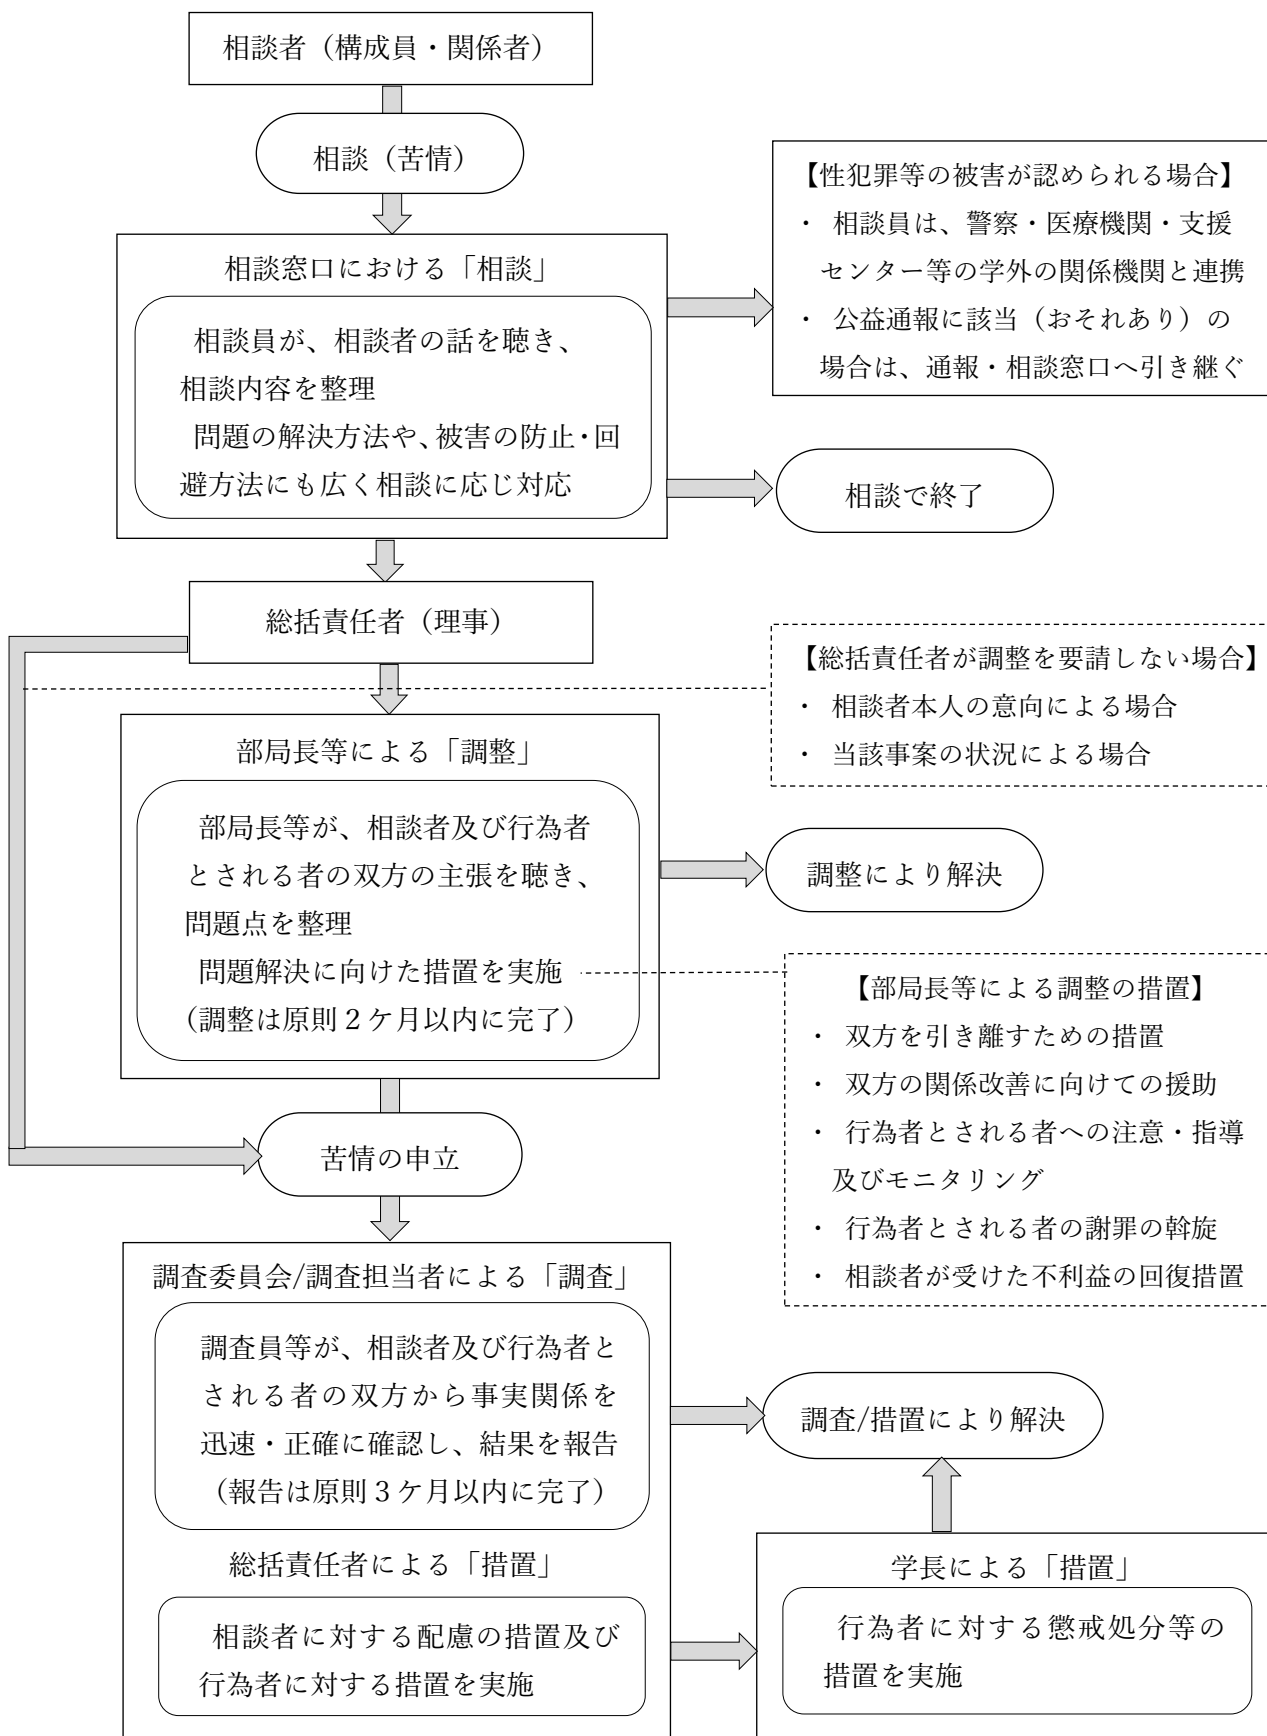 相談者（構成員・関係者）
相談（苦情）
相談窓口における「相談」
相談員が、相談者の話を聴き、
相談内容を整理
問題の解決方法や、被害の防止・回
避方法にも広く相談に応じ対応
【性犯罪等の被害が認められる場合】
・ 相談員は、警察・医療機関・支援
センター等の学外の関係機関と連携
・ 公益通報に該当（おそれあり）の
場合は、通報・相談窓口へ引き継ぐ
相談で終了
総括責任者（理事）
【総括責任者が調整を要請しない場合】
・ 相談者本人の意向による場合
・ 当該事案の状況による場合
部局長等による「調整」
部局長等が、相談者及び行為者
とされる者の双方の主張を聴き、
問題点を整理
問題解決に向けた措置を実施
（調整は原則２ケ月以内に完了）
調整により解決
【部局長等による調整の措置】
・ 双方を引き離すための措置
・ 双方の関係改善に向けての援助
・ 行為者とされる者への注意・指導
及びモニタリング
・ 行為者とされる者の謝罪の斡旋
・ 相談者が受けた不利益の回復措置
苦情の申立
調査委員会/調査担当者による「調査」
調査員等が、相談者及び行為者と
される者の双方から事実関係を
迅速・正確に確認し、結果を報告
（報告は原則３ケ月以内に完了）
調査/措置により解決
総括責任者による「措置」
相談者に対する配慮の措置及び
行為者に対する措置を実施
学長による「措置」
行為者に対する懲戒処分等の
措置を実施